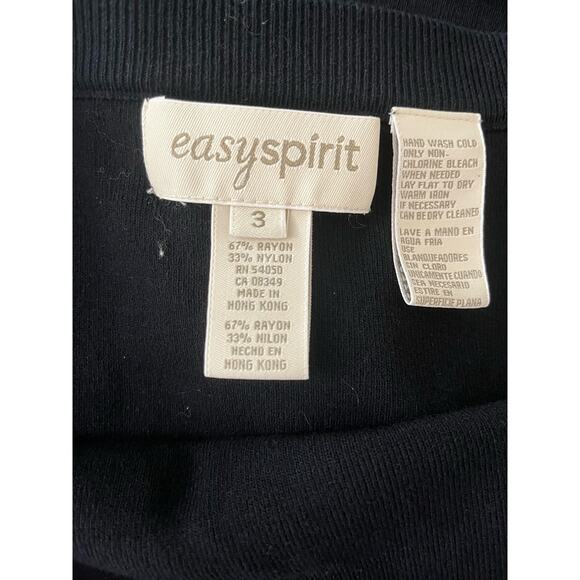 easyspirit
3
67% RAYON
33% NYLON
RN 54050
CA 08349
MADE IN
HONG KONG
67% RAYON
33% NILON
HECHO EN
HONG KONG
HAND WASH COLD
ONLY NON-
CHLORINE BLEACH
WHEN NEEDED
LAY FLAT TO DRY
WARM IRON
IF NECESSARY
CAN BE DRY CLEANED
LAVE A MANO EN
AGUA FRIA
USE
BLANQUEADORES
SIN CLORO
UNICAMENTE CUANDO
SEA NECESARIO
ESTIRE EN
SUPERFICIE PLANA